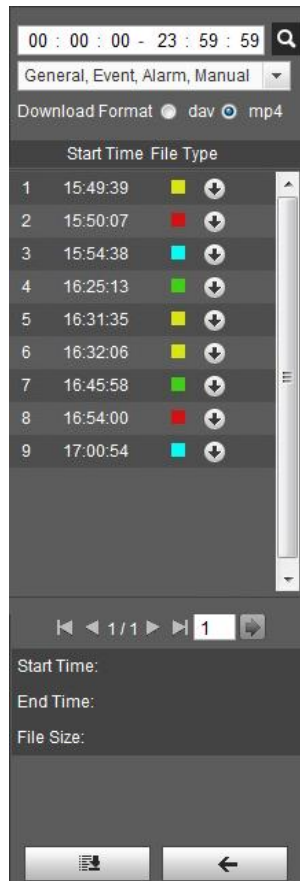 00 : 00 : 00 - 23 : 59 : 59
General, Event, Alarm, Manual
Download Format dav mp4
Start Time File Type
1 15:49:39
2 15:50:07
3 15:54:38
4 16:25:13
5 16:31:35
6 16:32:06
7 16:45:58
8 16:54:00
9 17:00:54
1/1 1
Start Time:
End Time:
File Size: